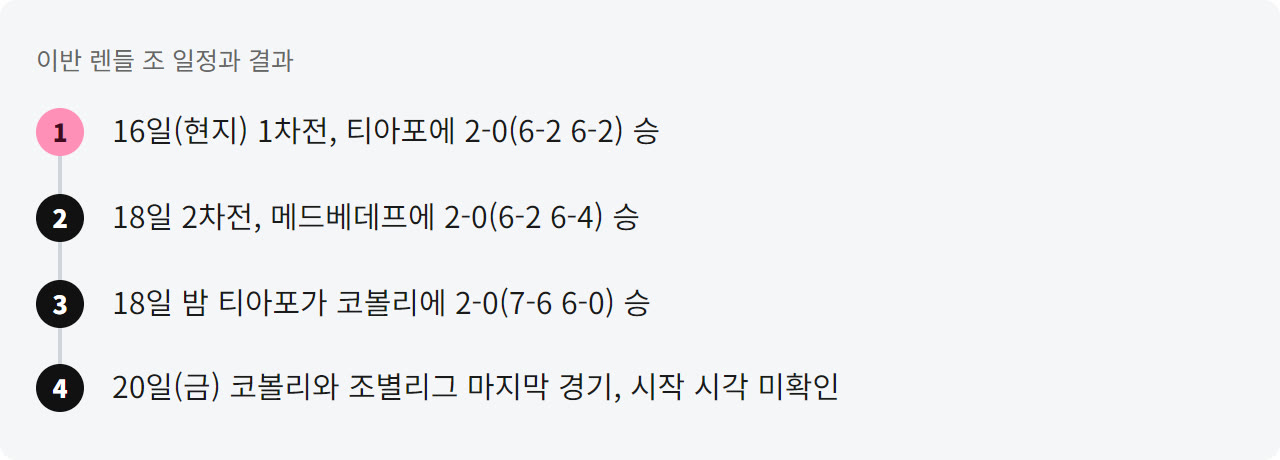 이반 렌들 조 일정과 결과
1 16일(현지) 1차전, 티아포에 2-0(6-2 6-2) 승
2 18일 2차전, 메드베데프에 2-0(6-2 6-4) 승
3 18일 밤 티아포가 코볼리에 2-0(7-6 6-0) 승
4 20일(금) 코볼리와 조별리그 마지막 경기, 시작 시각 미확인